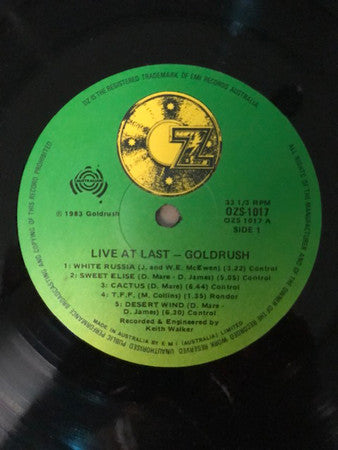 ƱZ IS THE REGISTERED TRADEMARK OF EMI RECORDS AUSTRALIA.
ALL RIGHTS OF THE MANUFACTURER AND OF THE OWNER OF THE RECORDED WORK RESERVED UNAUTHORISED PUBLIC PERFORMANCE BROADCASTING AND COPYING OF THIS RECORD PROHIBITED
OZ
AUSTRALIAN
33 1/3 RPM
OZS-1017
OZS 1017 A
SIDE 1
℗ 1983 Goldrush
LIVE AT LAST - GOLDRUSH
1: WHITE RUSSIA (J. and W.E. McEwen) (3.22) Control
2: SWEET ELISE (D. Mare - D. James) (5.05) Control
3: CACTUS (D. Mare) (6.44) Control
4: T.F.F. (M. Collins) (1.35) Rondor
5: DESERT WIND (D. Mare - D. James) (6.30) Control
Recorded & Engineered by
Keith Walker
MADE IN AUSTRALIA BY E M I (AUSTRALIA) LIMITED